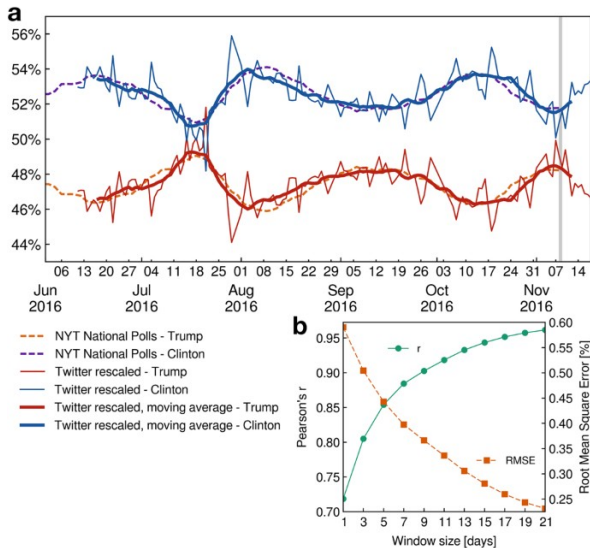 a
56%
54%
52%
50%
48%
46%
44%
06 13 20 27 04 11 18 25 01 08 15 22 29 05 12 19 26 03 10 17 24 31 07 14
Jun 2016 Jul 2016 Aug 2016 Sep 2016 Oct 2016 Nov 2016
NYT National Polls - Trump
NYT National Polls - Clinton
Twitter rescaled - Trump
Twitter rescaled - Clinton
Twitter rescaled, moving average - Trump
Twitter rescaled, moving average - Clinton
b
Pearson's r
0.95
0.90
0.85
0.80
0.75
0.70
r
RMSE
0.60
0.55
0.50
0.45
0.40
0.35
0.30
0.25
Root Mean Square Error [%]
1 3 5 7 9 11 13 15 17 19 21
Window size [days]